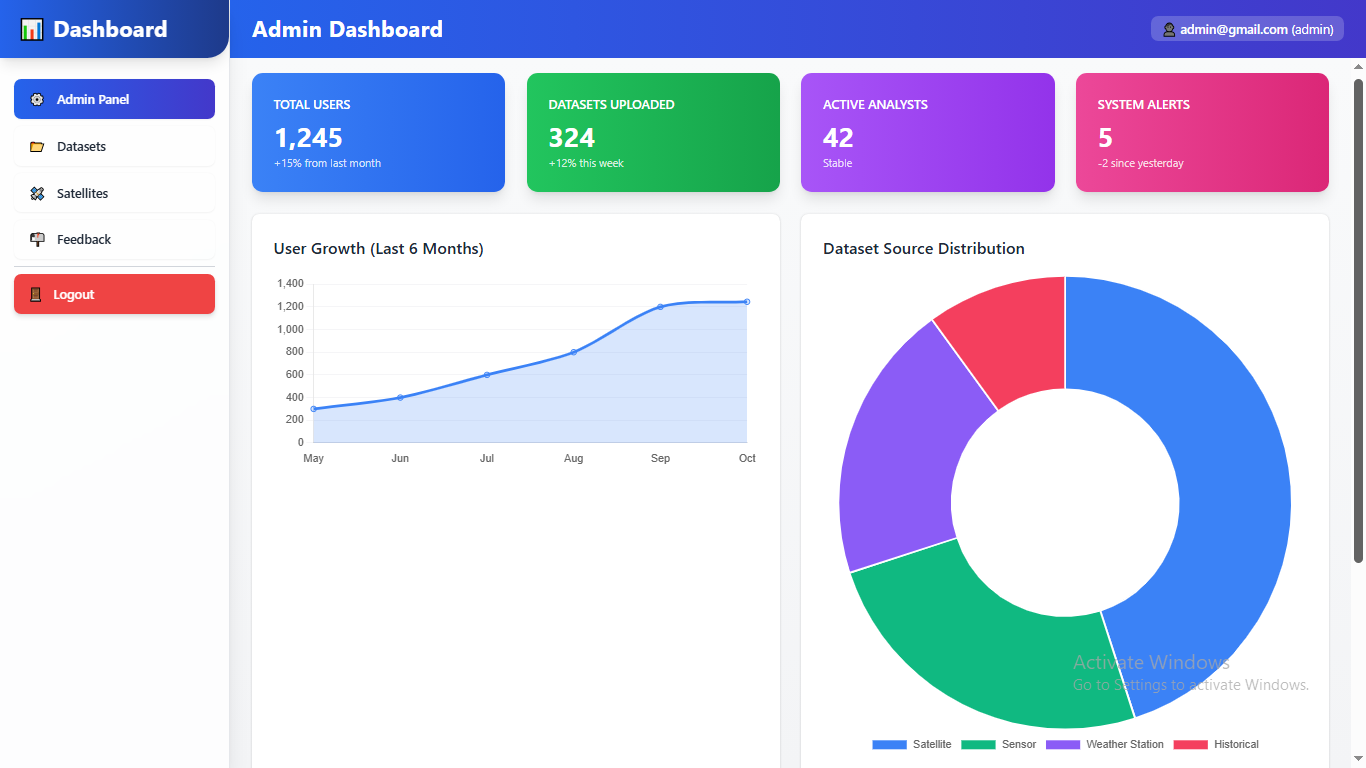 Dashboard
Admin Dashboard
admin@gmail.com (admin)
Admin Panel
Datasets
Satellites
Feedback
Logout
TOTAL USERS
1,245
+15% from last month
DATASETS UPLOADED
324
+12% this week
ACTIVE ANALYSTS
42
Stable
SYSTEM ALERTS
5
-2 since yesterday
User Growth (Last 6 Months)
1,400
1,200
1,000
800
600
400
200
0
May Jun Jul Aug Sep Oct
Dataset Source Distribution
Satellite Sensor Weather Station Historical
Activate Windows
Go to Settings to activate Windows.